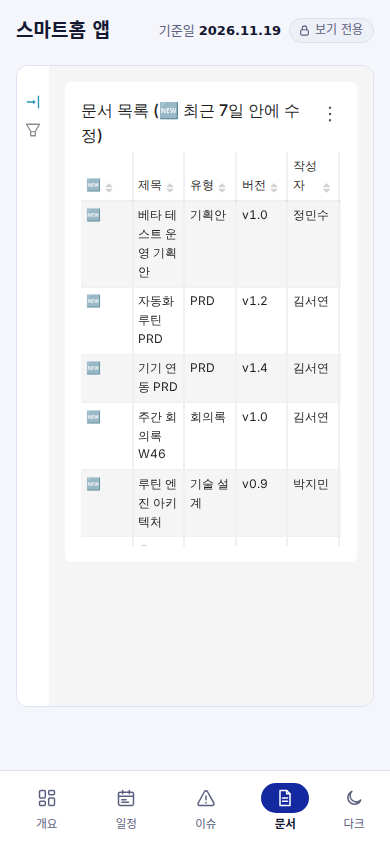 스마트홈 앱
기준일 2026.11.19 보기 전용
문서 목록 (🆕 최근 7일 안에 수
정)
🆕 제목 유형 버전 작성
자
🆕 베타 테 기획안 v1.0 정민수
스트 운
영 기획
안
🆕 자동화 PRD v1.2 김서연
루틴
PRD
🆕 기기 연 PRD v1.4 김서연
동 PRD
🆕 주간 회 회의록 v1.0 김서연
의록
W46
🆕 루틴 엔 기술 설 v0.9 박지민
진 아키 계
텍처
개요 일정 이슈 문서 다크